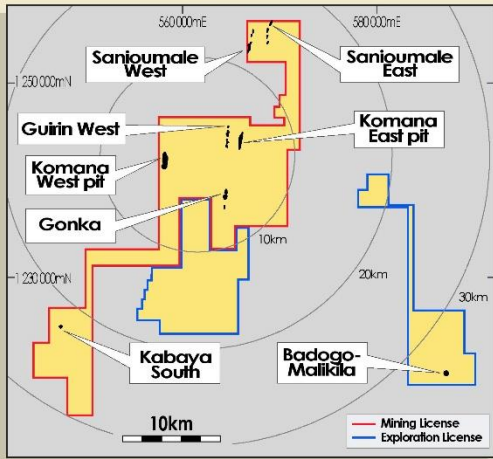 560 000mE
580 000mE
Sanioumale
West
Sanioumale
East
1 250 000mN
Guirin West
Komana
East pit
Komana
West pit
Gonka
10km
1 230 000mN
20km
30km
Kabaya
South
Badogo-
Malikila
10km
Mining License
Exploration License